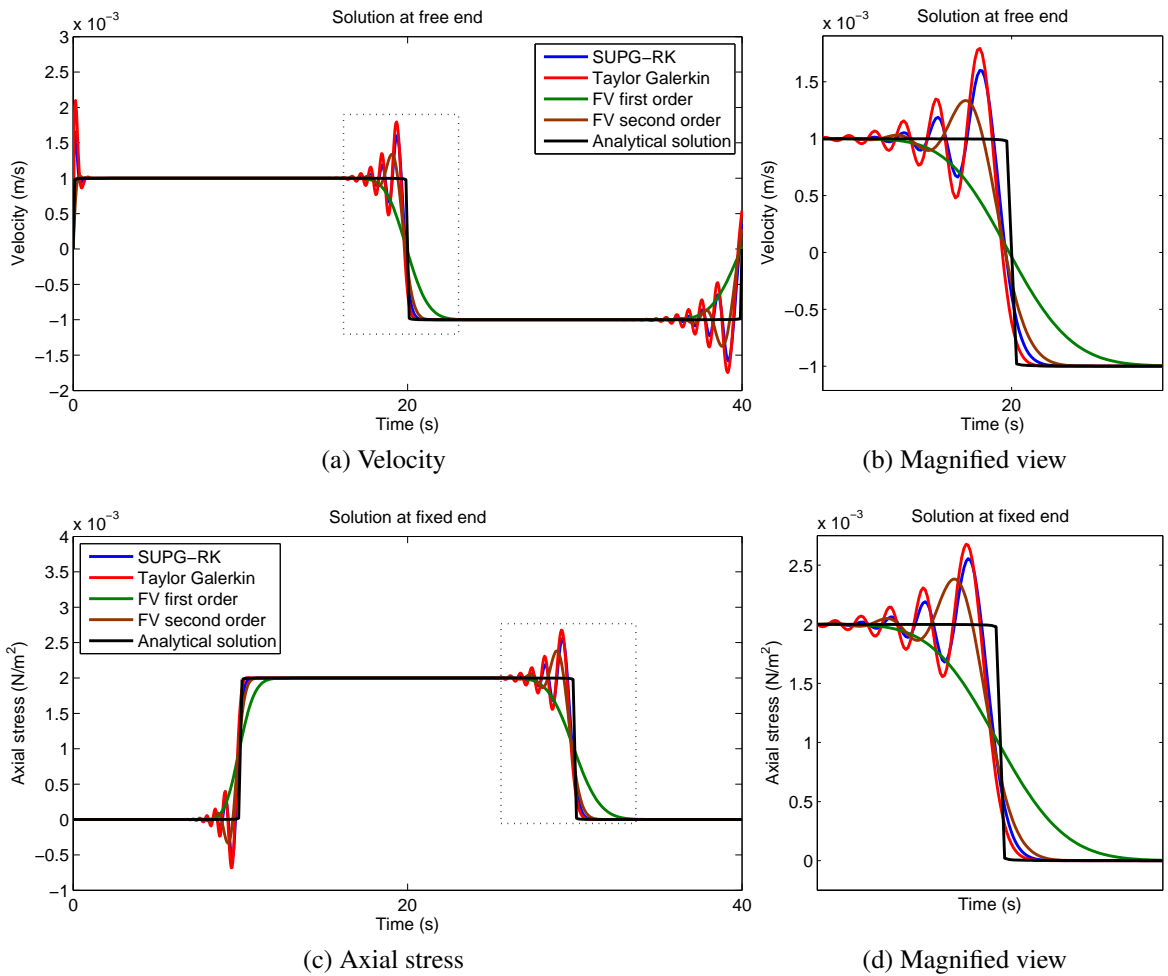 Solution at free end
x 10⁻³
3
2.5
2
1.5
1
0.5
0
−0.5
−1
−1.5
−2
Velocity (m/s)
SUPG−RK
Taylor Galerkin
FV first order
FV second order
Analytical solution
0
20
40
Time (s)
(a) Velocity
Solution at free end
x 10⁻³
1.5
1
0.5
0
−0.5
−1
Velocity (m/s)
20
Time (s)
(b) Magnified view
Solution at fixed end
x 10⁻³
4
3.5
3
2.5
2
1.5
1
0.5
0
−0.5
−1
Axial stress (N/m²)
SUPG−RK
Taylor Galerkin
FV first order
FV second order
Analytical solution
0
20
40
Time (s)
(c) Axial stress
Solution at fixed end
x 10⁻³
2.5
2
1.5
1
0.5
0
Axial stress (N/m²)
Time (s)
(d) Magnified view